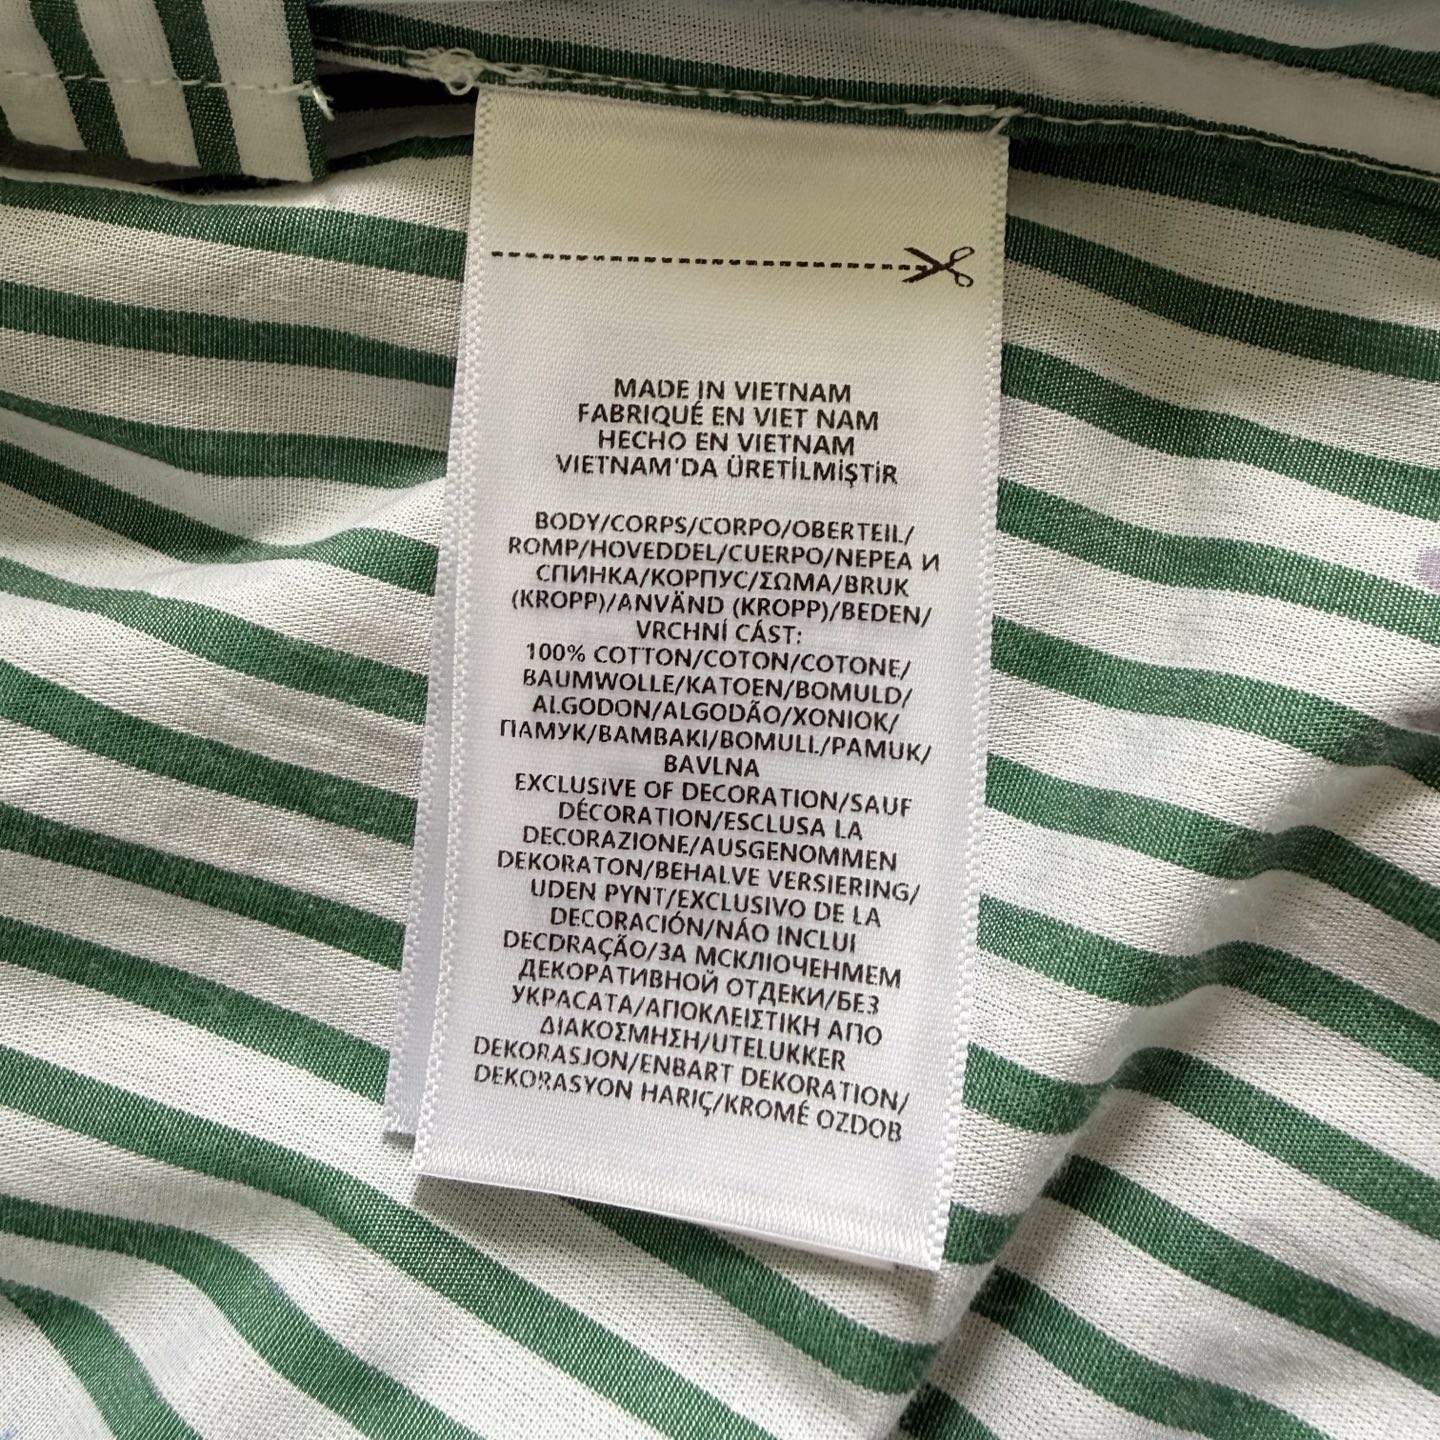 MADE IN VIETNAM
FABRIQUÉ EN VIET NAM
HECHO EN VIETNAM
VIETNAM'DA ÜRETİLMİŞTİR
BODY/CORPS/CORPO/OBERTEIL/
ROMP/HOVEDDEL/CUERPO/NEPEA И
СПИНКА/КОРПУС/ΣΩΜΑ/BRUK
(KROPP)/ANVÄND (KROPP)/BEDEN/
VRCHNÍ CÁST:
100% COTTON/COTON/COTONE/
BAUMWOLLE/KATOEN/BOMULD/
ALGODON/ALGODÃO/XONIOK/
ПАМУК/BAMBAKI/BOMULL/PAMUK/
BAVLNA
EXCLUSIVE OF DECORATION/SAUF
DÉCORATION/ESCLUSA LA
DECORAZIONE/AUSGENOMMEN
DEKORATON/BEHALVE VERSIERING/
UDEN PYNT/EXCLUSIVO DE LA
DECORACIÓN/NÁO INCLUI
DECDRAÇÃO/ЗА МСКЛІОЧЕНМЕМ
ДЕКОРАТИВНОЙ ОТДЕКИ/БЕЗ
УКРАСАТА/ΑΠΟΚΛΕΙΣΤΙΚΗ ΑΠΟ
ΔΙΑΚΟΣΜΗΣΗ/UTELUKKER
DEKORASJON/ENBART DEKORATION/
DEKORASYON HARIÇ/KROMÉ OZDOB